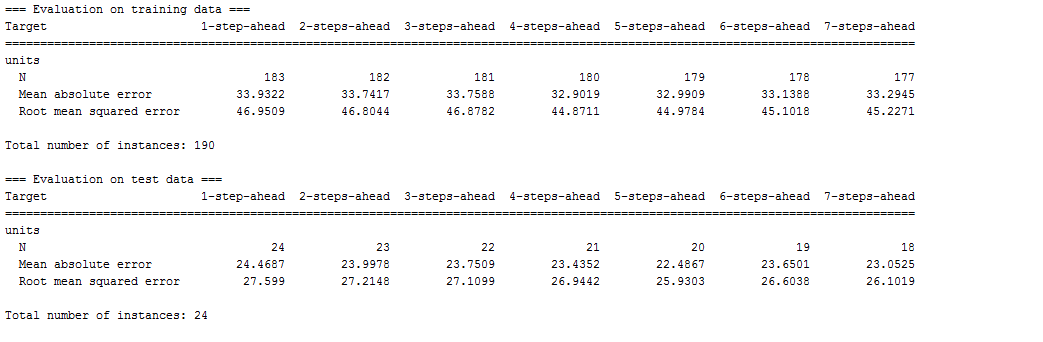 === Evaluation on training data ===
Target 1-step-ahead 2-steps-ahead 3-steps-ahead 4-steps-ahead 5-steps-ahead 6-steps-ahead 7-steps-ahead
==================================================================================================================================
units
N 183 182 181 180 179 178 177
Mean absolute error 33.9322 33.7417 33.7588 32.9019 32.9909 33.1388 33.2945
Root mean squared error 46.9509 46.8044 46.8782 44.8711 44.9784 45.1018 45.2271
Total number of instances: 190
=== Evaluation on test data ===
Target 1-step-ahead 2-steps-ahead 3-steps-ahead 4-steps-ahead 5-steps-ahead 6-steps-ahead 7-steps-ahead
==================================================================================================================================
units
N 24 23 22 21 20 19 18
Mean absolute error 24.4687 23.9978 23.7509 23.4352 22.4867 23.6501 23.0525
Root mean squared error 27.599 27.2148 27.1099 26.9442 25.9303 26.6038 26.1019
Total number of instances: 24